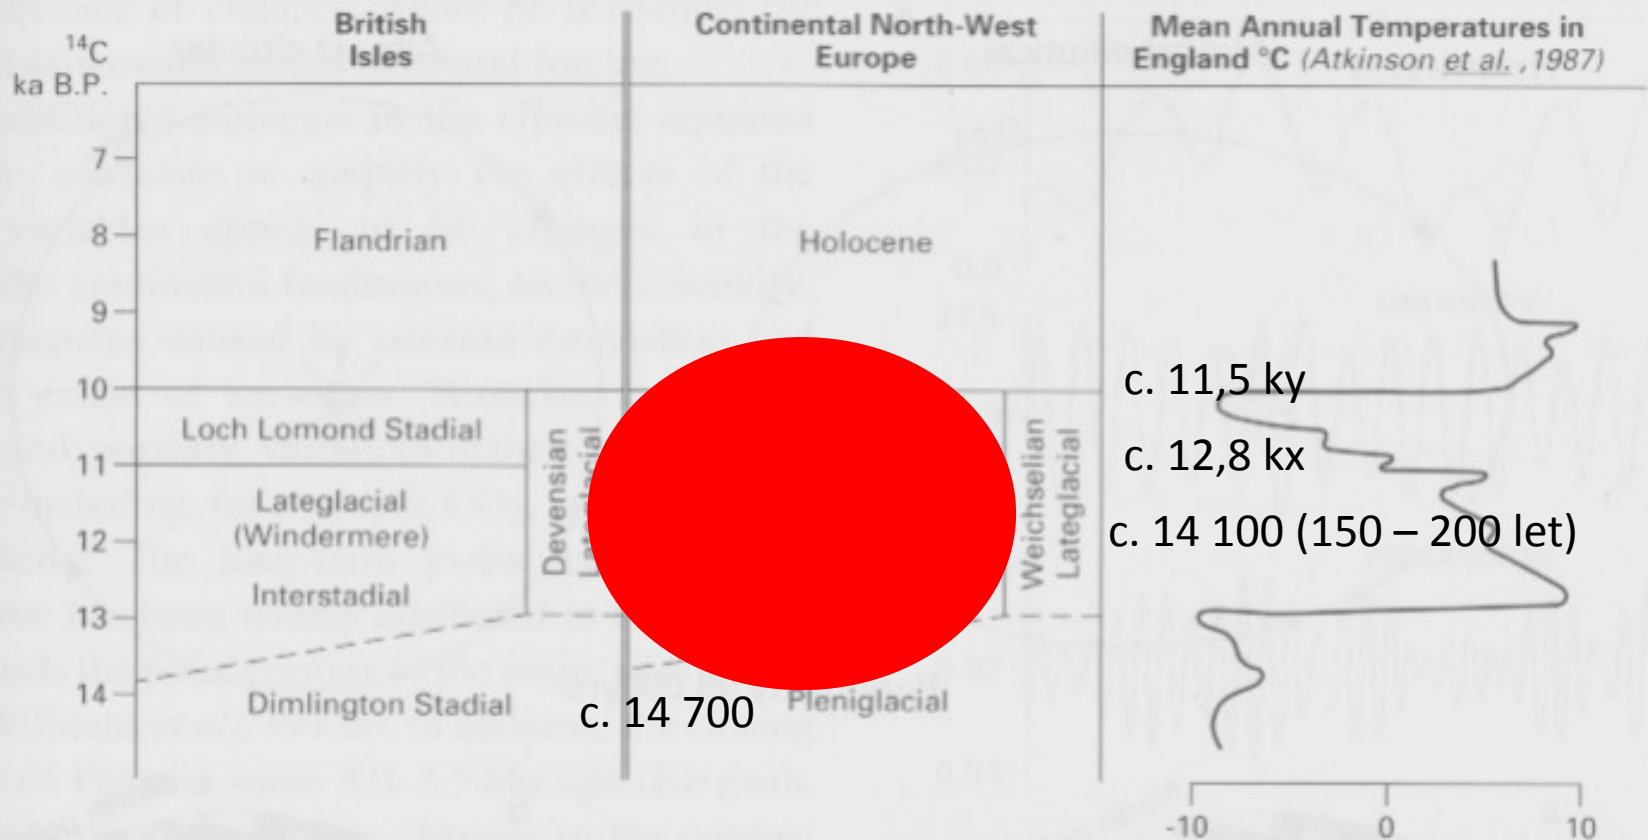 British
Isles
Continental North-West
Europe
Mean Annual Temperatures in
England °C (Atkinson et al. ,1987)
¹⁴C
ka B.P.
7
8
Flandrian
Holocene
9
10
c. 11,5 ky
Loch Lomond Stadial
11
c. 12,8 kx
Devensian
Weichselian
Lateglacial
Lateglacial
(Windermere)
Interstadial
12
c. 14 100 (150 – 200 let)
13
14
Dimlington Stadial
c. 14 700
Pleniglacial
-10
0
10